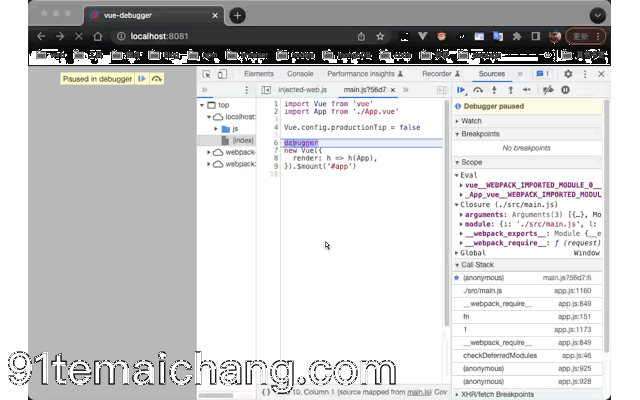 vue-debugger
localhost:8081
更新
Paused in debugger
Elements Console Performance insights Recorder Sources 1
top
localhost:
js
(index)
webpack-
webpack:
injected-web.js main.js?56d7
1 import Vue from 'vue'
2 import App from './App.vue'
3
4 Vue.config.productionTip = false
5
6 debugger
7 new Vue({
8 render: h => h(App),
9 }).$mount('#app')
10
10, Column 1 (source mapped from main.js) Cov
Debugger paused
Watch
Breakpoints
No breakpoints
Scope
Eval
vue__WEBPACK_IMPORTED_MODULE_0__
_App_vue__WEBPACK_IMPORTED_MODULE_
Closure (./src/main.js)
arguments: Arguments(3) [{…}, Mo
module: {i: './src/main.js', l:
__webpack_exports__: Module {__e
__webpack_require__: ƒ (request)
Global Window
Call Stack
(anonymous) main.js?56d7:6
./src/main.js app.js:1160
__webpack_require__ app.js:849
fn app.js:151
1 app.js:1173
__webpack_require__ app.js:849
checkDeferredModules app.js:46
(anonymous) app.js:925
(anonymous) app.js:928
XHR/fetch Breakpoints
91temaichang.com